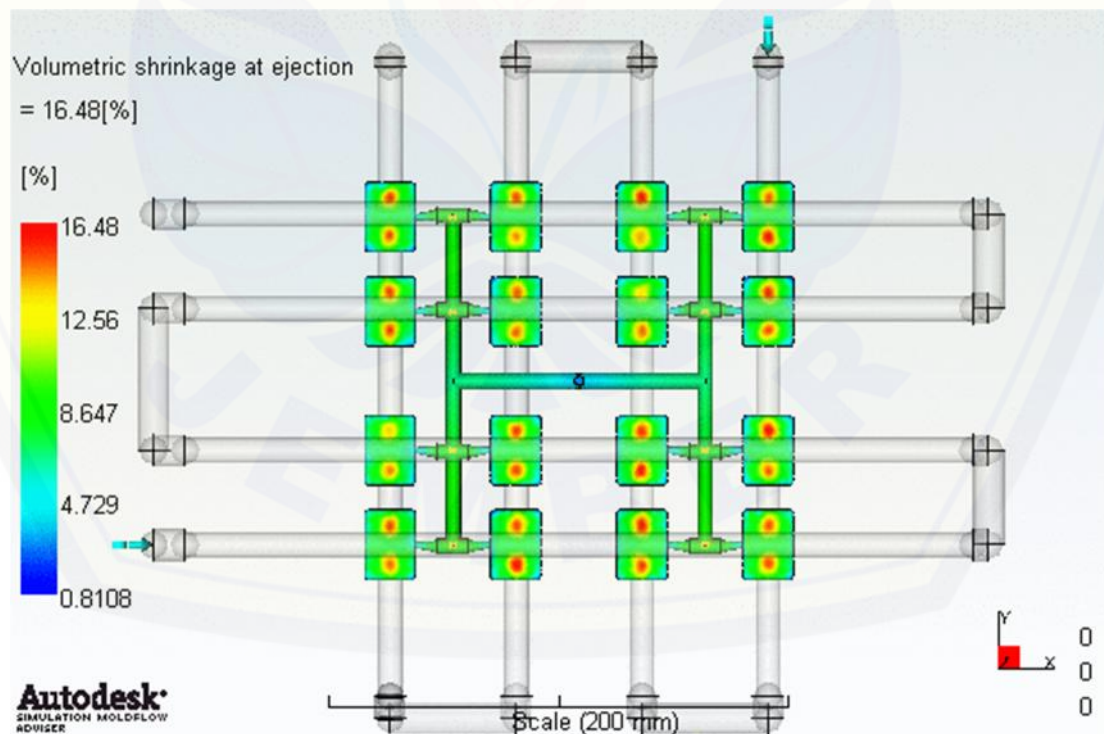 Volumetric shrinkage at ejection
= 16.48[%]
[%]
16.48
12.56
8.647
4.729
0.8108
Y
X
Z
0
0
0
Autodesk®
SIMULATION MOLDFLOW
ADVISER
Scale (200 mm)
JEMBER